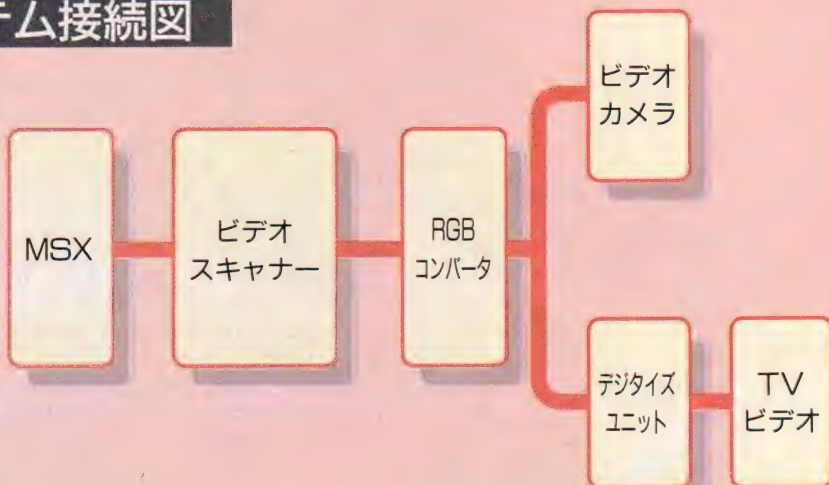 テム接続図
MSX
ビデオ
スキャナー
RGB
コンバータ
ビデオ
カメラ
デジタイズ
ユニット
TV
ビデオ